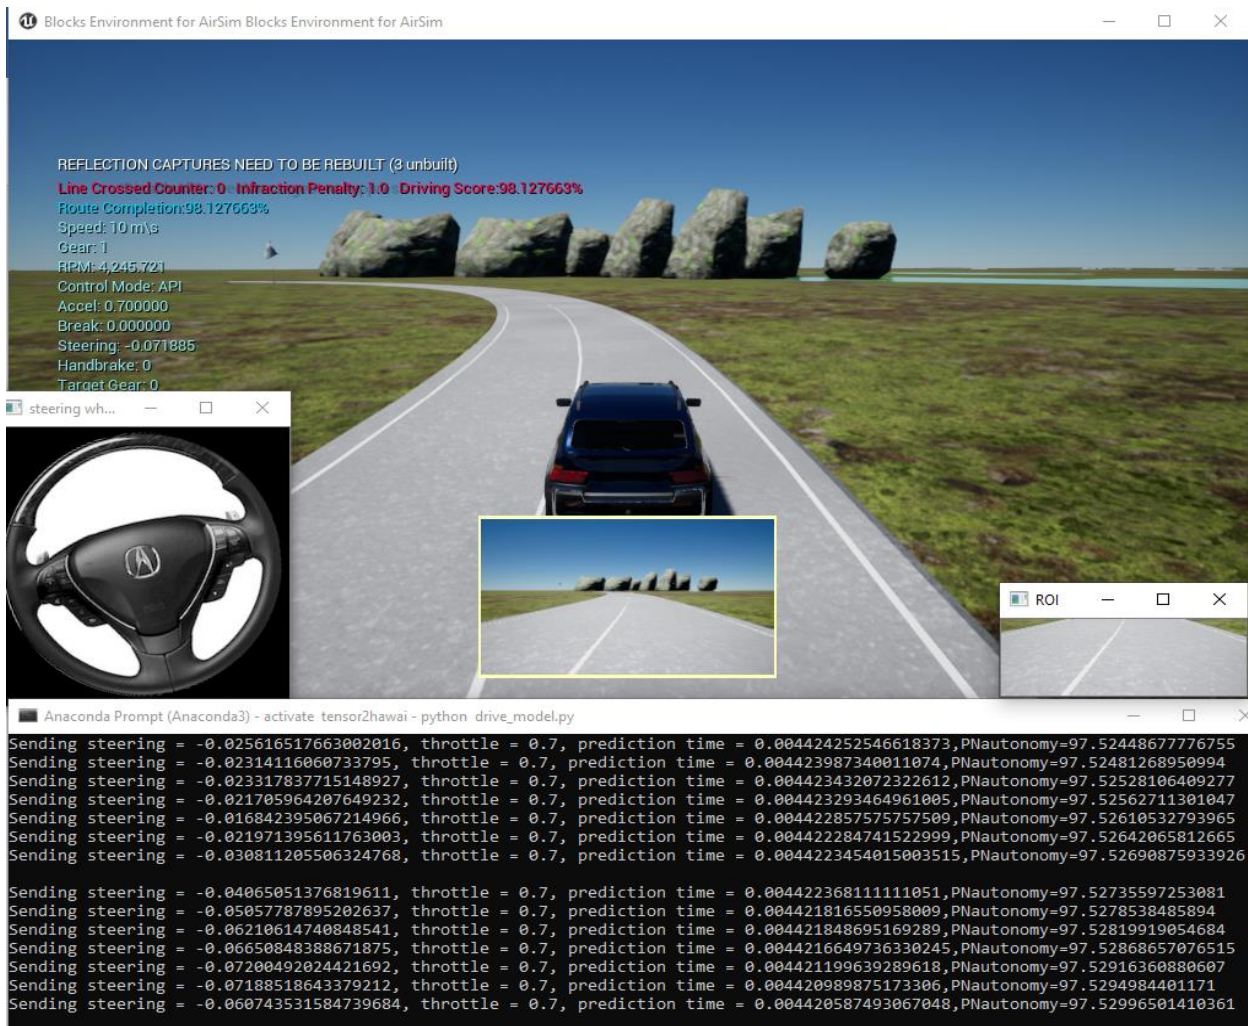 Blocks Environment for AirSim Blocks Environment for AirSim
REFLECTION CAPTURES NEED TO BE REBUILT (3 unbuilt)
Line Crossed Counter: 0 Infraction Penalty: 1.0 Driving Score:98.127663%
Route Completion:98.127663%
Speed: 10 m\s
Gear: 1
RPM: 4,245.721
Control Mode: API
Accel: 0.700000
Break: 0.000000
Steering: -0.071885
Handbrake: 0
Target Gear: 0
steering wh...
ROI
Anaconda Prompt (Anaconda3) - activate tensor2hawai - python drive_model.py
Sending steering = -0.025616517663002016, throttle = 0.7, prediction time = 0.004424252546618373,PNautonomy=97.52448677776755
Sending steering = -0.02314116060733795, throttle = 0.7, prediction time = 0.004423987340011074,PNautonomy=97.52481268950994
Sending steering = -0.023317837715148927, throttle = 0.7, prediction time = 0.004423432072322612,PNautonomy=97.52528106409277
Sending steering = -0.021705964207649232, throttle = 0.7, prediction time = 0.004423293464961005,PNautonomy=97.52562711301047
Sending steering = -0.016842395067214966, throttle = 0.7, prediction time = 0.004422857575757509,PNautonomy=97.52610532793965
Sending steering = -0.021971395611763003, throttle = 0.7, prediction time = 0.004422284741522999,PNautonomy=97.52642065812665
Sending steering = -0.030811205506324768, throttle = 0.7, prediction time = 0.0044223454015003515,PNautonomy=97.52690875933926
Sending steering = -0.04065051376819611, throttle = 0.7, prediction time = 0.004422368111111051,PNautonomy=97.52735597253081
Sending steering = -0.05057787895202637, throttle = 0.7, prediction time = 0.004421816550958009,PNautonomy=97.5278538485894
Sending steering = -0.06210614740848541, throttle = 0.7, prediction time = 0.004421848695169289,PNautonomy=97.52819919054684
Sending steering = -0.06650848388671875, throttle = 0.7, prediction time = 0.0044216649736330245,PNautonomy=97.52868657076515
Sending steering = -0.07200492024421692, throttle = 0.7, prediction time = 0.004421199639289618,PNautonomy=97.52916360880607
Sending steering = -0.07188518643379212, throttle = 0.7, prediction time = 0.004420989875173306,PNautonomy=97.5294984401171
Sending steering = -0.060743531584739684, throttle = 0.7, prediction time = 0.004420587493067048,PNautonomy=97.52996501410361